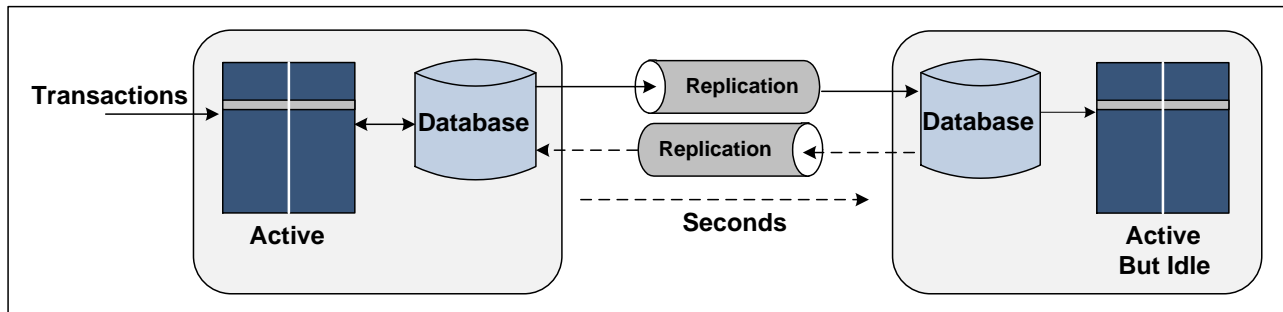 Transactions
Active
Database
Replication
Replication
Seconds
Database
Active
But Idle